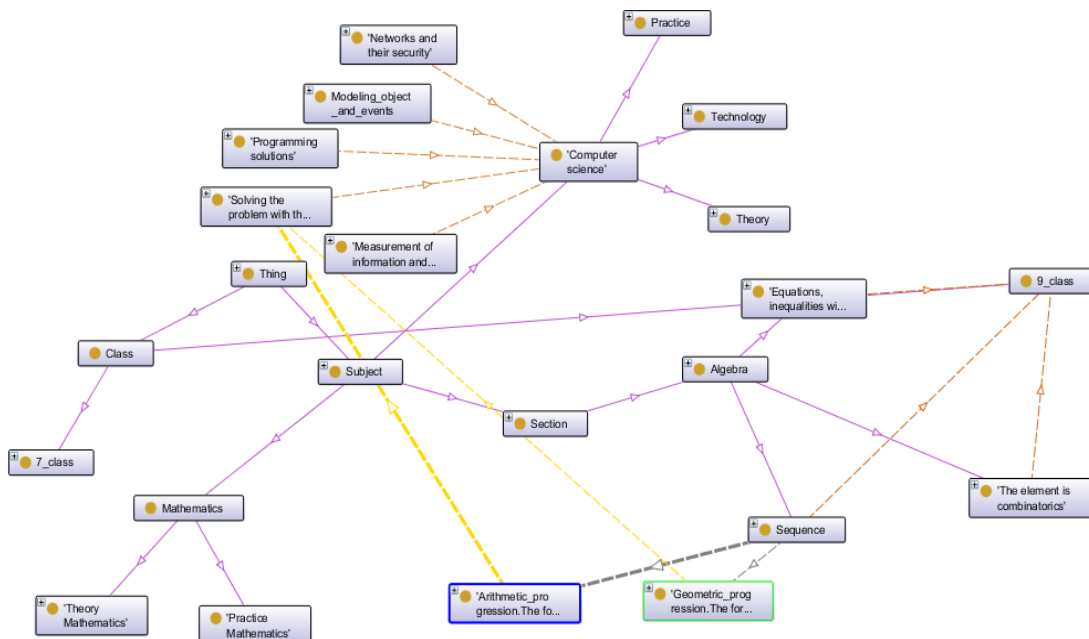 Practice
'Networks and
their security'
Modeling_object
_and_events
Technology
'Programming
solutions'
'Computer
science'
'Solving the
problem with th...
Theory
'Measurement of
information and...
Thing
'Equations,
inequalities wi...
9_class
Class
Subject
Algebra
Section
7_class
'The element is
combinatorics'
Mathematics
Sequence
'Arithmetic_pro
gression.The fo...
'Geometric_prog
ression.The for...
'Theory
Mathematics'
'Practice
Mathematics'